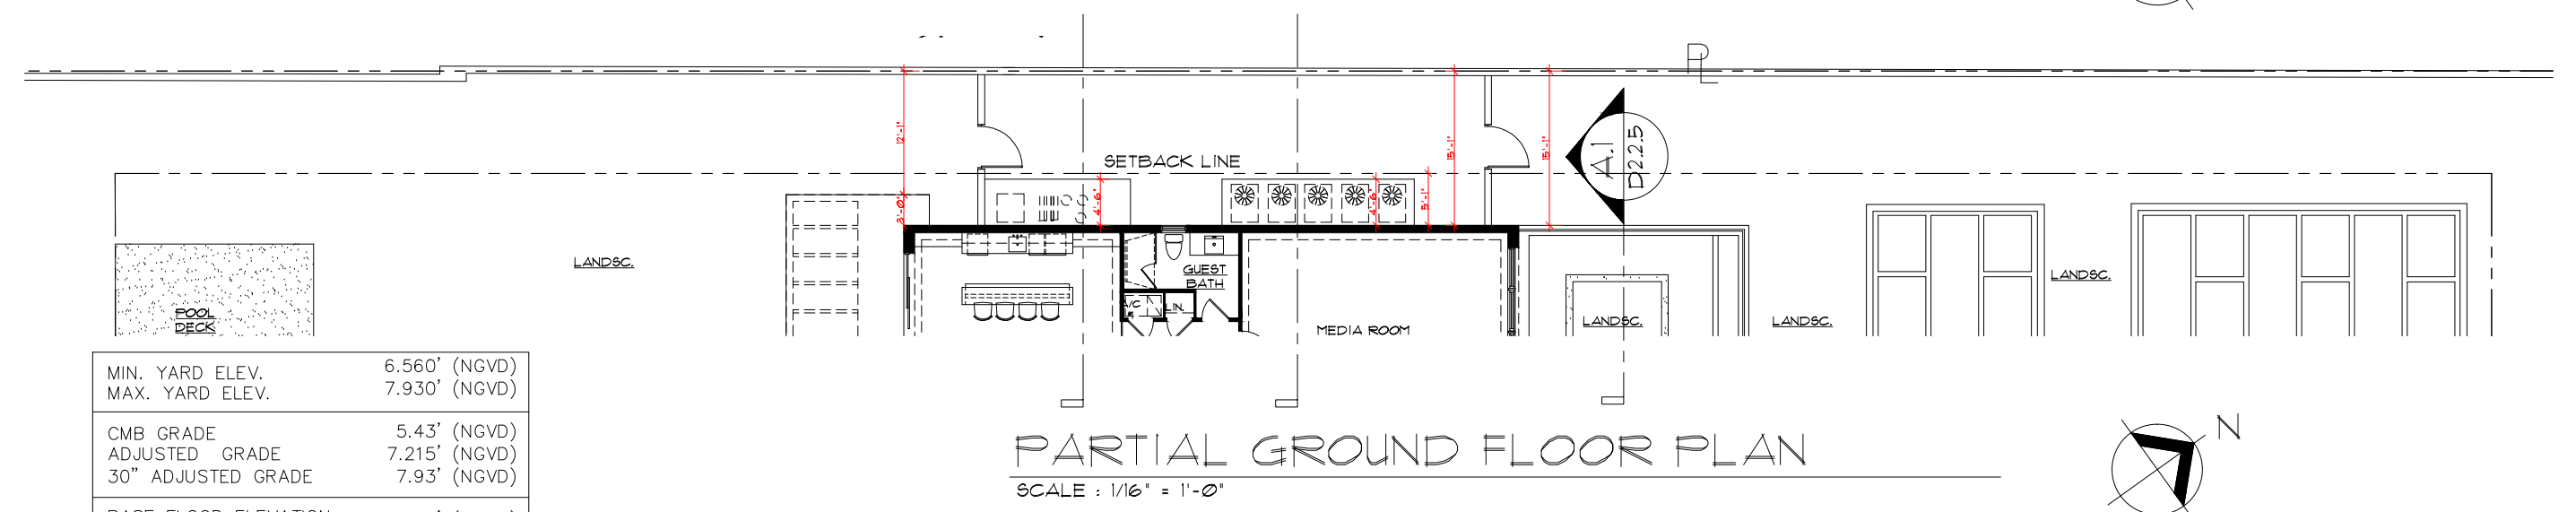 PL
12'-1"
15'-1"
15'-1"
A.1
D2.2.5
SETBACK LINE
3'-0"
4'-6"
4'-6"
5'-1"
LANDSC.
GUEST
BATH
A/C
LIN.
MEDIA ROOM
LANDSC.
LANDSC.
LANDSC.
POOL
DECK
MIN. YARD ELEV. 6.560' (NGVD)
MAX. YARD ELEV. 7.930' (NGVD)
CMB GRADE 5.43' (NGVD)
ADJUSTED GRADE 7.215' (NGVD)
30" ADJUSTED GRADE 7.93' (NGVD)
PARTIAL GROUND FLOOR PLAN
SCALE : 1/16" = 1'-0"
N